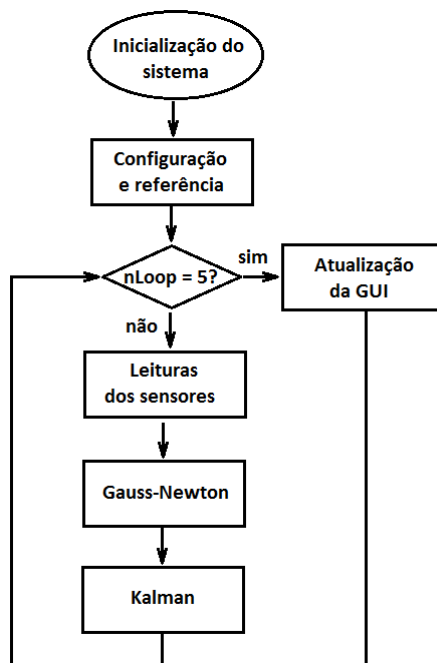 Inicialização do
sistema
Configuração
e referência
nLoop = 5?
sim
Atualização
da GUI
não
Leituras
dos sensores
Gauss-Newton
Kalman